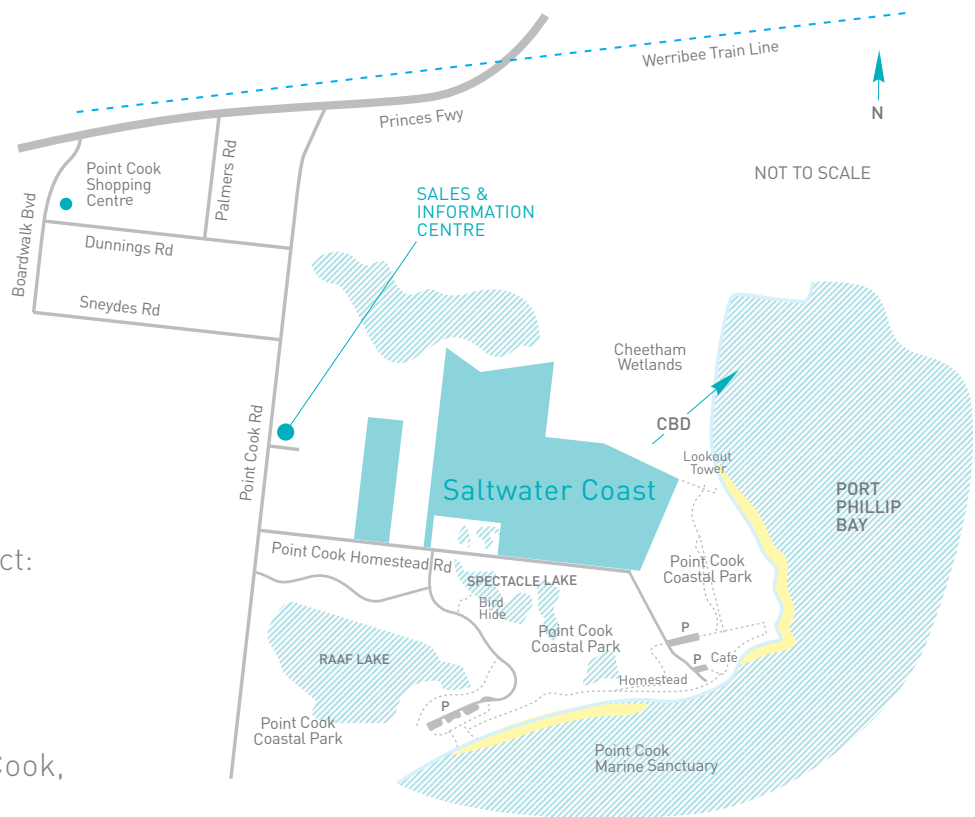 Werribee Train Line
Princes Fwy
N
NOT TO SCALE
Point Cook
Shopping
Centre
Palmers Rd
Boardwalk Bvd
Dunnings Rd
Sneydes Rd
SALES &
INFORMATION
CENTRE
Cheetham
Wetlands
CBD
Lookout
Tower
Point Cook Rd
Saltwater Coast
PORT
PHILLIP
BAY
ct:
Point Cook Homestead Rd
SPECTACLE LAKE
Point Cook
Coastal Park
Bird
Hide
Point Cook
Coastal Park
P
P
Cafe
RAAF LAKE
Homestead
P
Point Cook
Coastal Park
Point Cook
Marine Sanctuary
Cook,